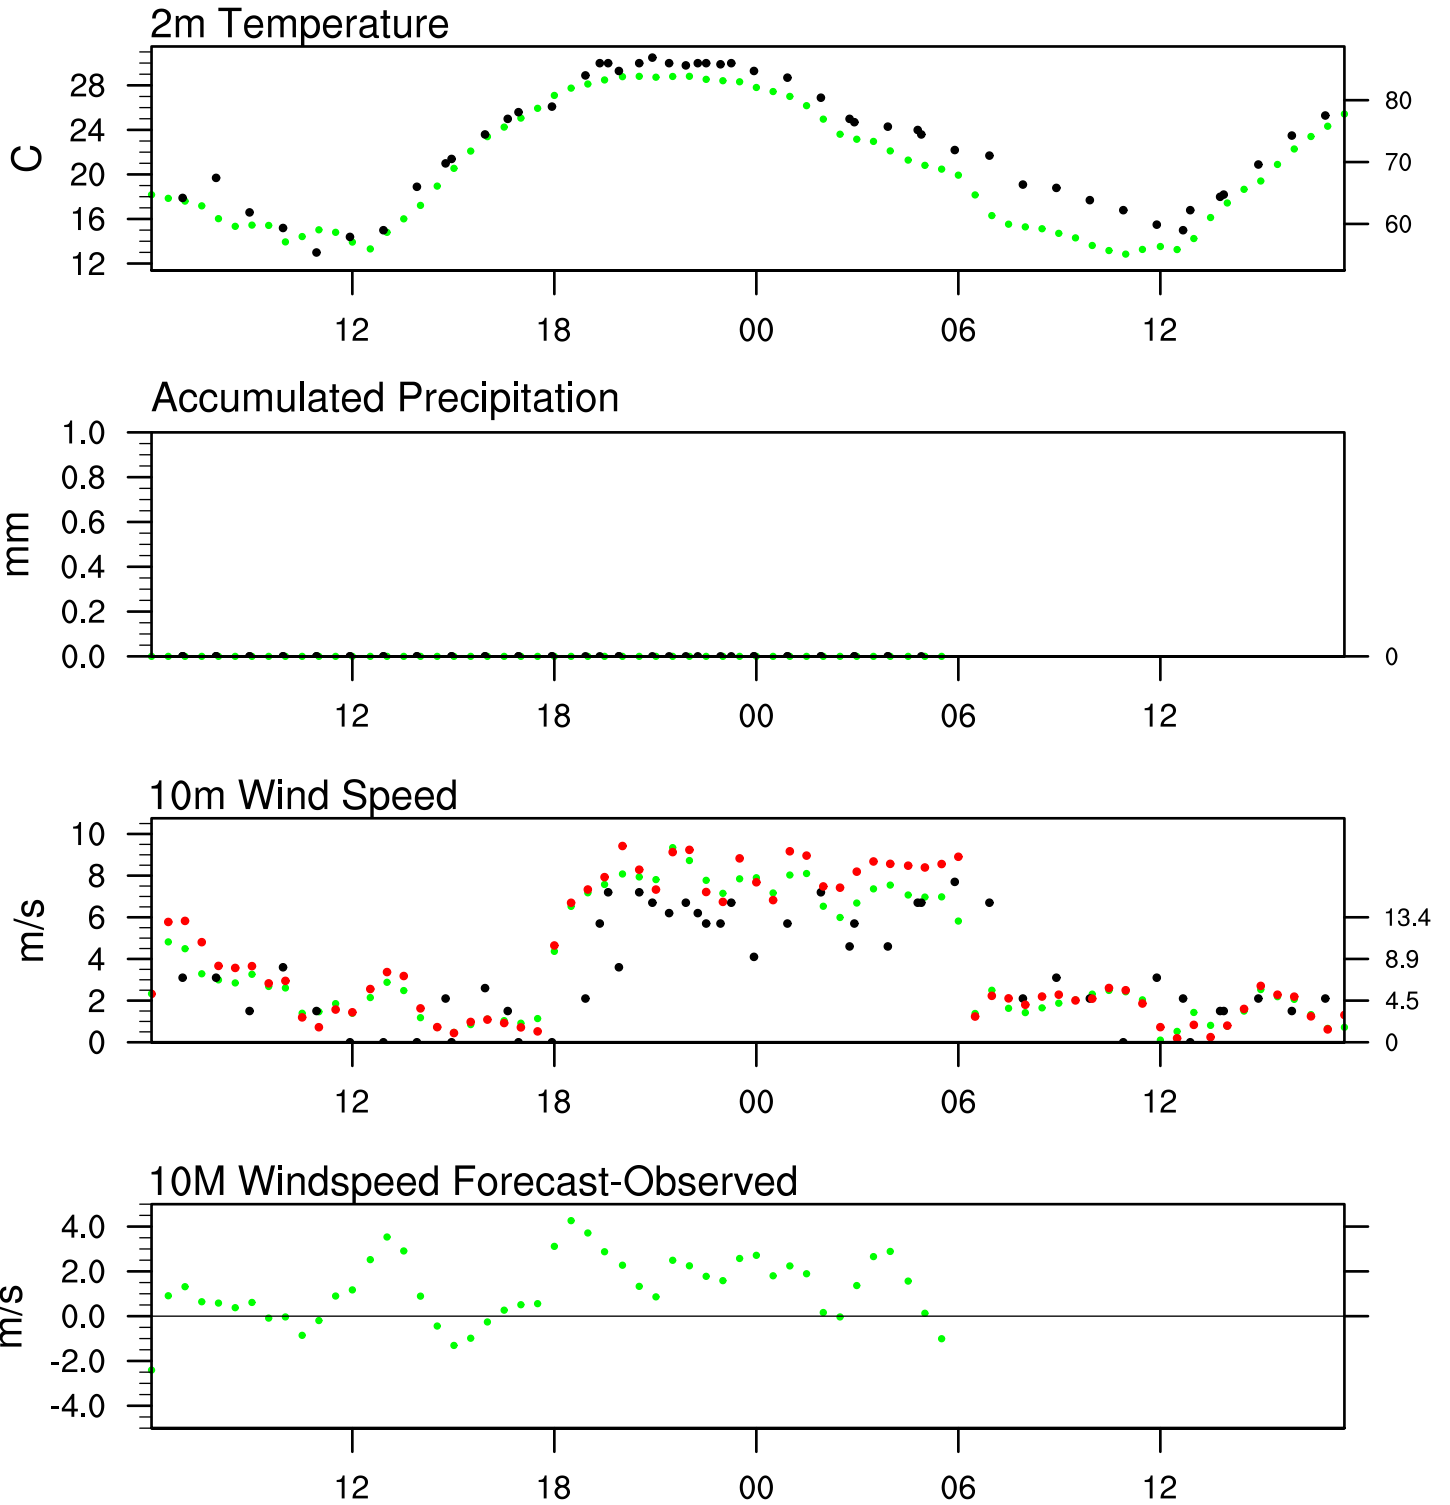 2m Temperature
28
24
20
16
12
C
80
70
60
12 18 00 06 12
Accumulated Precipitation
1.0
0.8
0.6
0.4
0.2
0.0
mm
0
12 18 00 06 12
10m Wind Speed
10
8
6
4
2
0
m/s
13.4
8.9
4.5
0
12 18 00 06 12
10M Windspeed Forecast-Observed
4.0
2.0
0.0
-2.0
-4.0
m/s
12 18 00 06 12